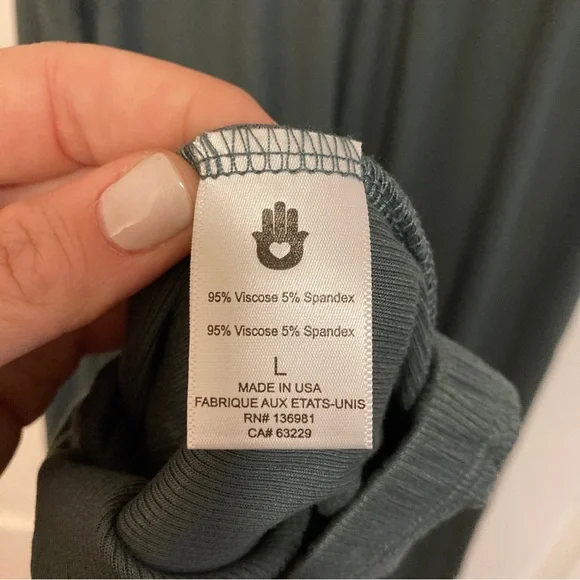 95% Viscose 5% Spandex
95% Viscose 5% Spandex
L
MADE IN USA
FABRIQUE AUX ETATS-UNIS
RN# 136981
CA# 63229